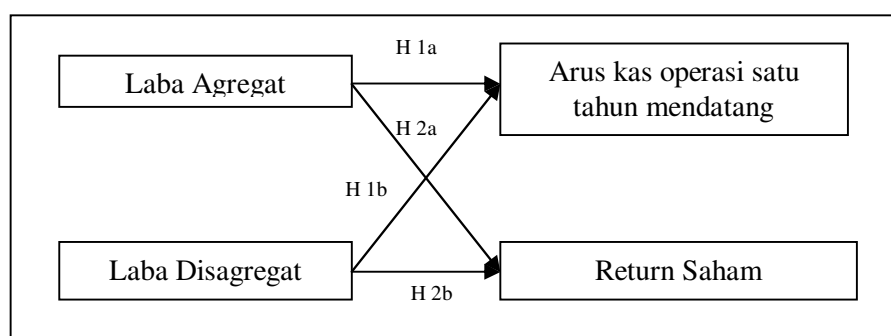 H 1a
Laba Agregat
Arus kas operasi satu
tahun mendatang
H 2a
H 1b
Laba Disagregat
Return Saham
H 2b